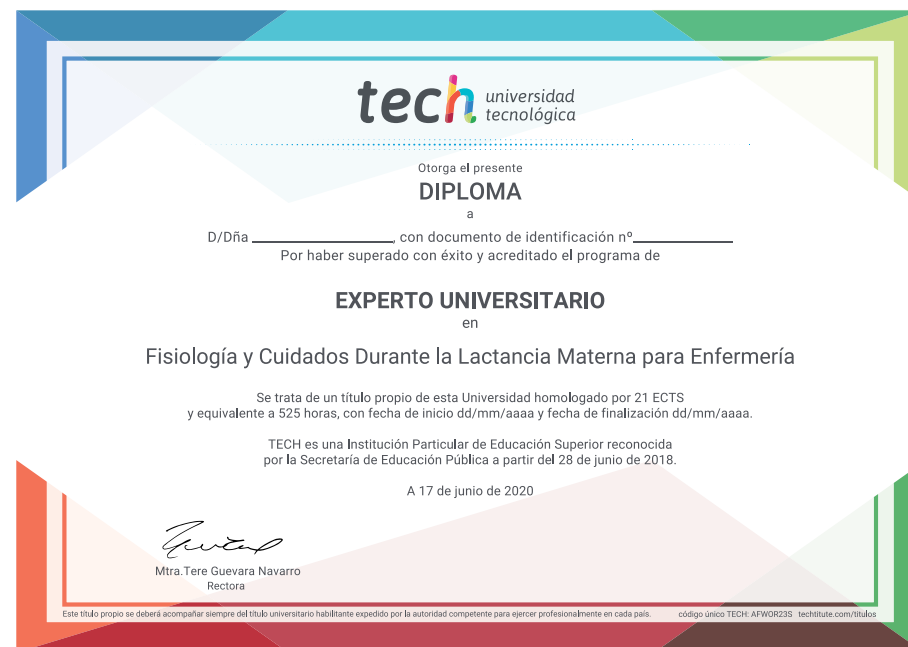 tech universidad
tecnológica
Otorga el presente
DIPLOMA
a
D/Dña ____________________, con documento de identificación nº______________
Por haber superado con éxito y acreditado el programa de
EXPERTO UNIVERSITARIO
en
Fisiología y Cuidados Durante la Lactancia Materna para Enfermería
Se trata de un título propio de esta Universidad homologado por 21 ECTS
y equivalente a 525 horas, con fecha de inicio dd/mm/aaaa y fecha de finalización dd/mm/aaaa.
TECH es una Institución Particular de Educación Superior reconocida
por la Secretaría de Educación Pública a partir del 28 de junio de 2018.
A 17 de junio de 2020
Mtra.Tere Guevara Navarro
Rectora
Este título propio se deberá acompañar siempre del título universitario habilitante expedido por la autoridad competente para ejercer profesionalmente en cada país. código único TECH: AFWOR23S techtitute.com/titulos